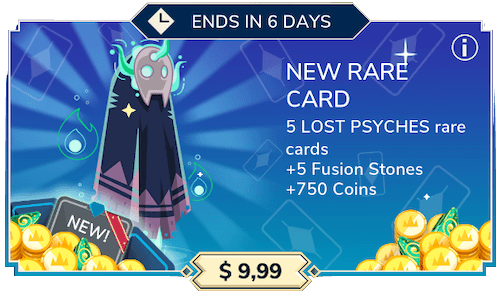 ENDS IN 6 DAYS
NEW RARE
CARD
5 LOST PSYCHES rare
cards
+5 Fusion Stones
+750 Coins
NEW!
$ 9,99